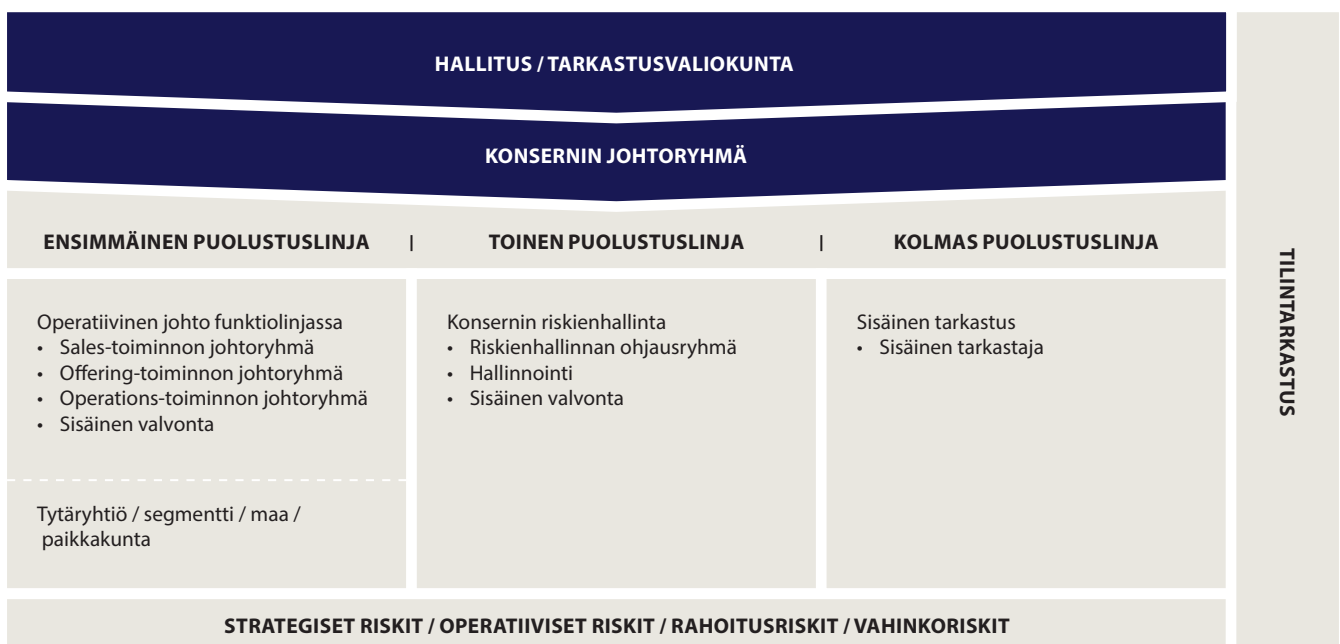 HALLITUS / TARKASTUSVALIOKUNTA
KONSERNIN JOHTORYHMÄ
ENSIMMÄINEN PUOLUSTUSLINJA | TOINEN PUOLUSTUSLINJA | KOLMAS PUOLUSTUSLINJA
Operatiivinen johto funktiolinjassa
• Sales-toiminnon johtoryhmä
• Offering-toiminnon johtoryhmä
• Operations-toiminnon johtoryhmä
• Sisäinen valvonta
Tytäryhtiö / segmentti / maa /
paikkakunta
Konsernin riskienhallinta
• Riskienhallinnan ohjausryhmä
• Hallinnointi
• Sisäinen valvonta
Sisäinen tarkastus
• Sisäinen tarkastaja
STRATEGISET RISKIT / OPERATIIVISET RISKIT / RAHOITUSRISKIT / VAHINKORISKIT
TILINTARKASTUS